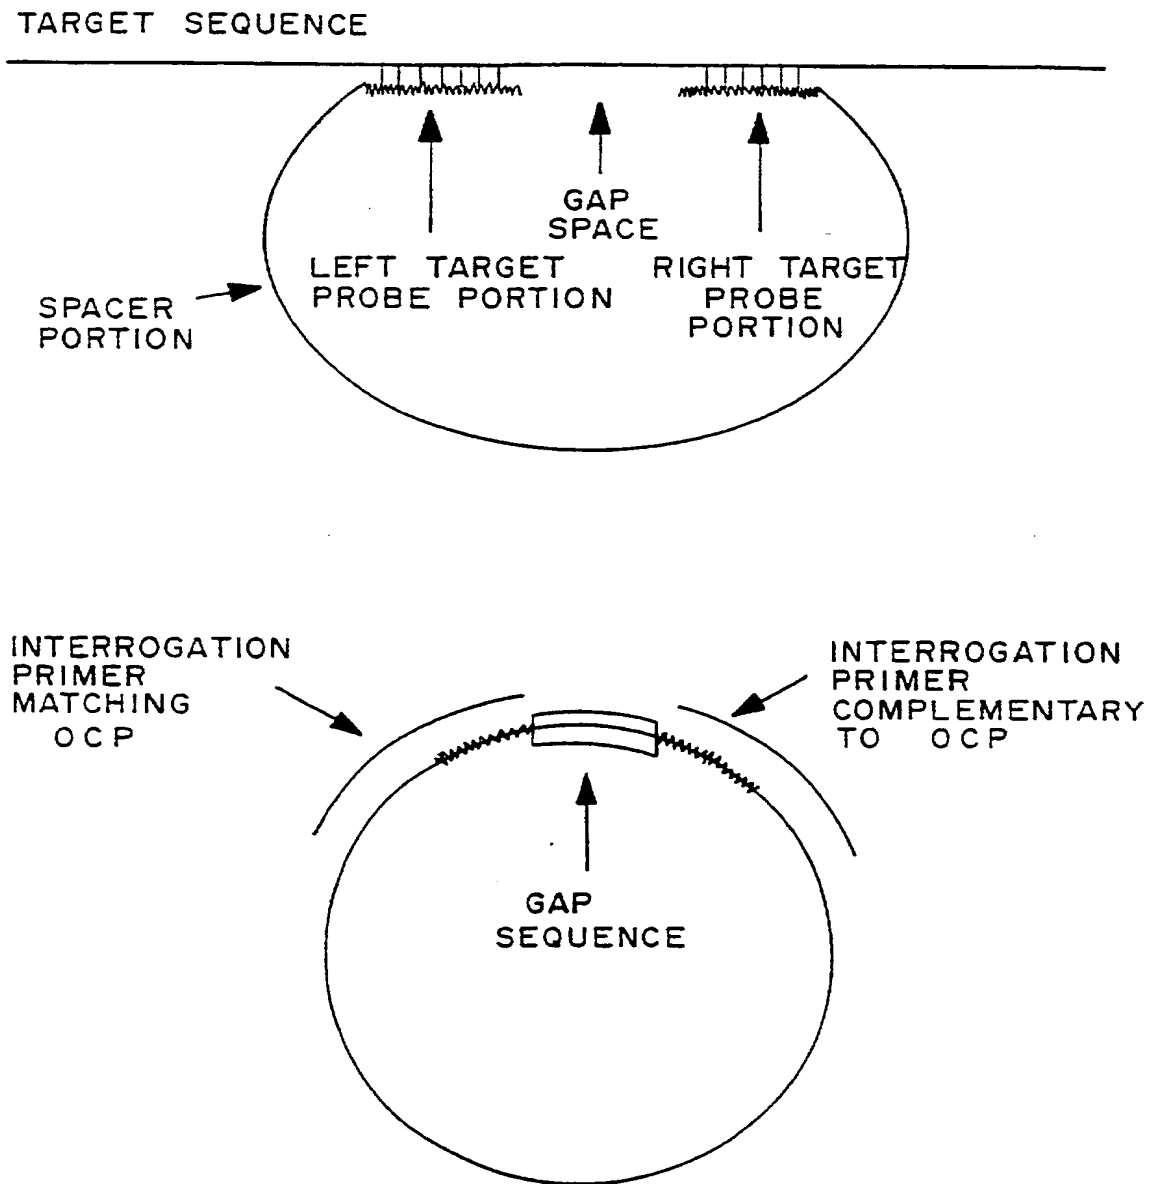 TARGET SEQUENCE
GAP
SPACE
LEFT TARGET
PROBE PORTION
RIGHT TARGET
PROBE
PORTION
SPACER
PORTION
INTERROGATION
PRIMER
MATCHING
OCP
INTERROGATION
PRIMER
COMPLEMENTARY
TO OCP
GAP
SEQUENCE